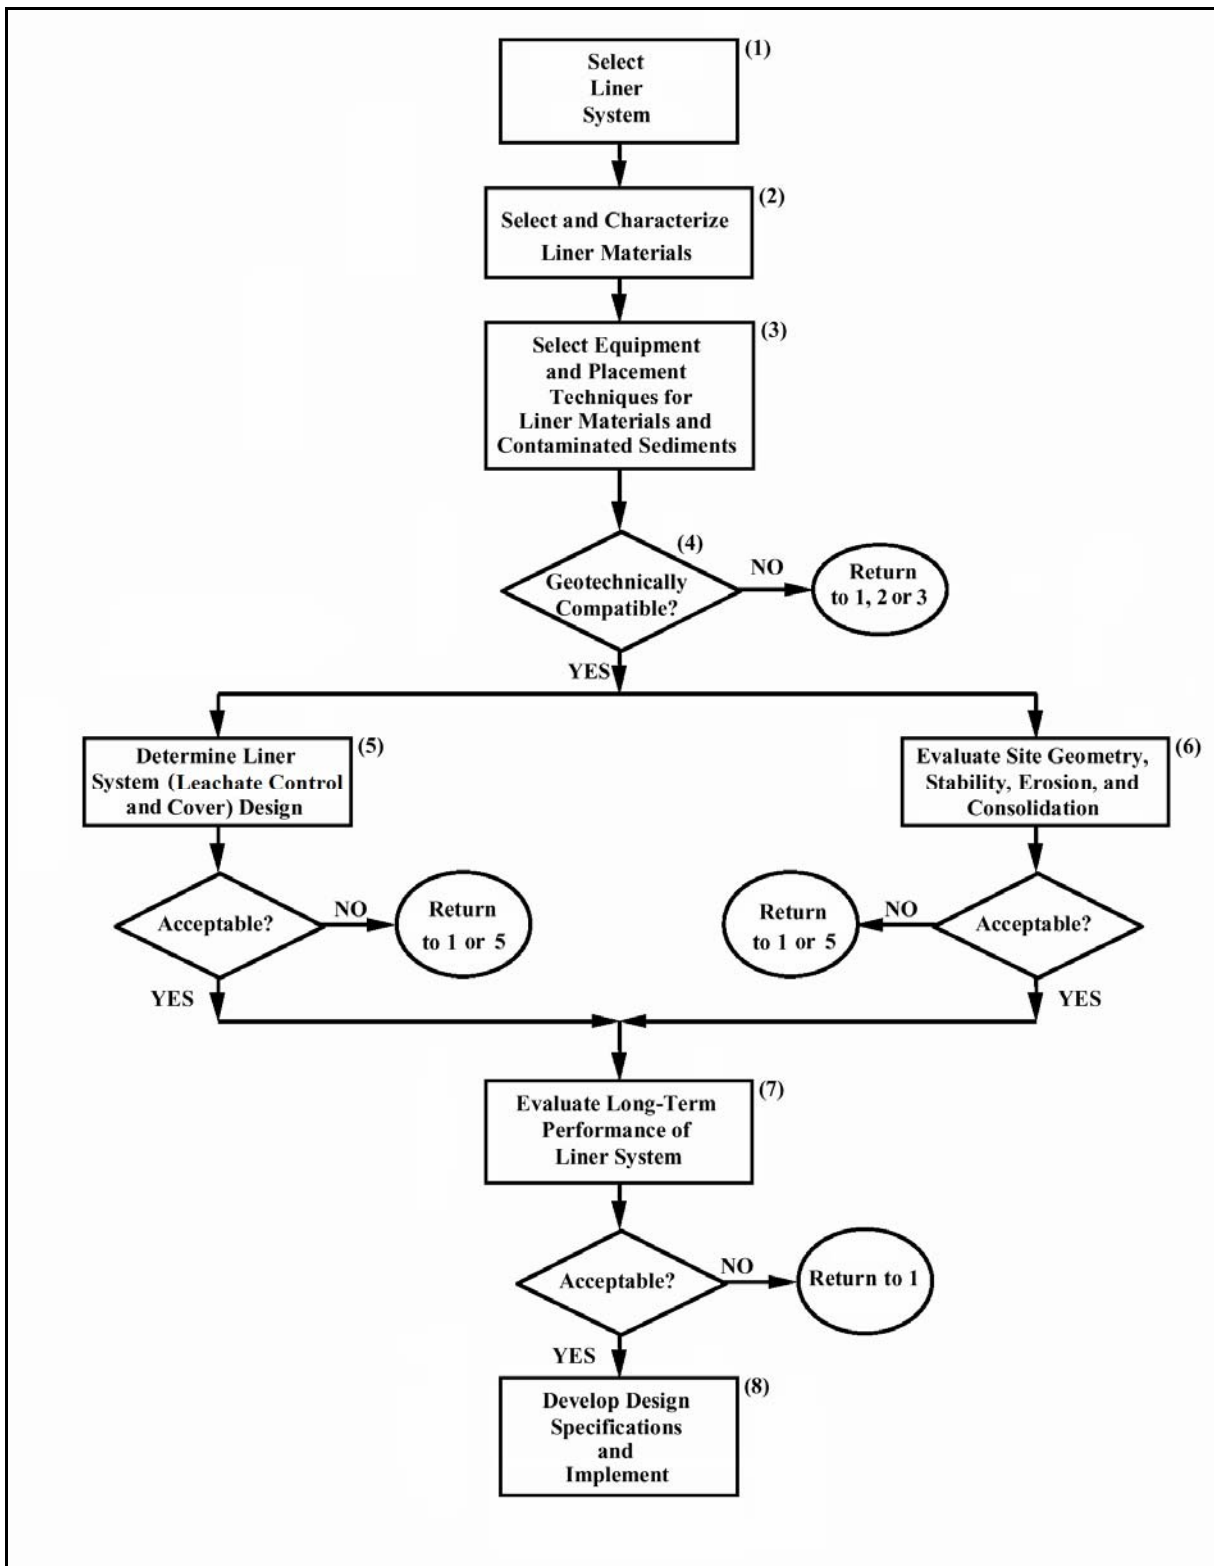 (1)
Select
Liner
System
(2)
Select and Characterize
Liner Materials
(3)
Select Equipment
and Placement
Techniques for
Liner Materials and
Contaminated Sediments
(4)
Geotechnically
Compatible?
NO
Return
to 1, 2 or 3
YES
(5)
Determine Liner
System (Leachate Control
and Cover) Design
(6)
Evaluate Site Geometry,
Stability, Erosion, and
Consolidation
Acceptable?
NO
Return
to 1 or 5
YES
Return
to 1 or 5
NO
Acceptable?
YES
(7)
Evaluate Long-Term
Performance of
Liner System
Acceptable?
NO
Return to 1
YES
(8)
Develop Design
Specifications
and
Implement